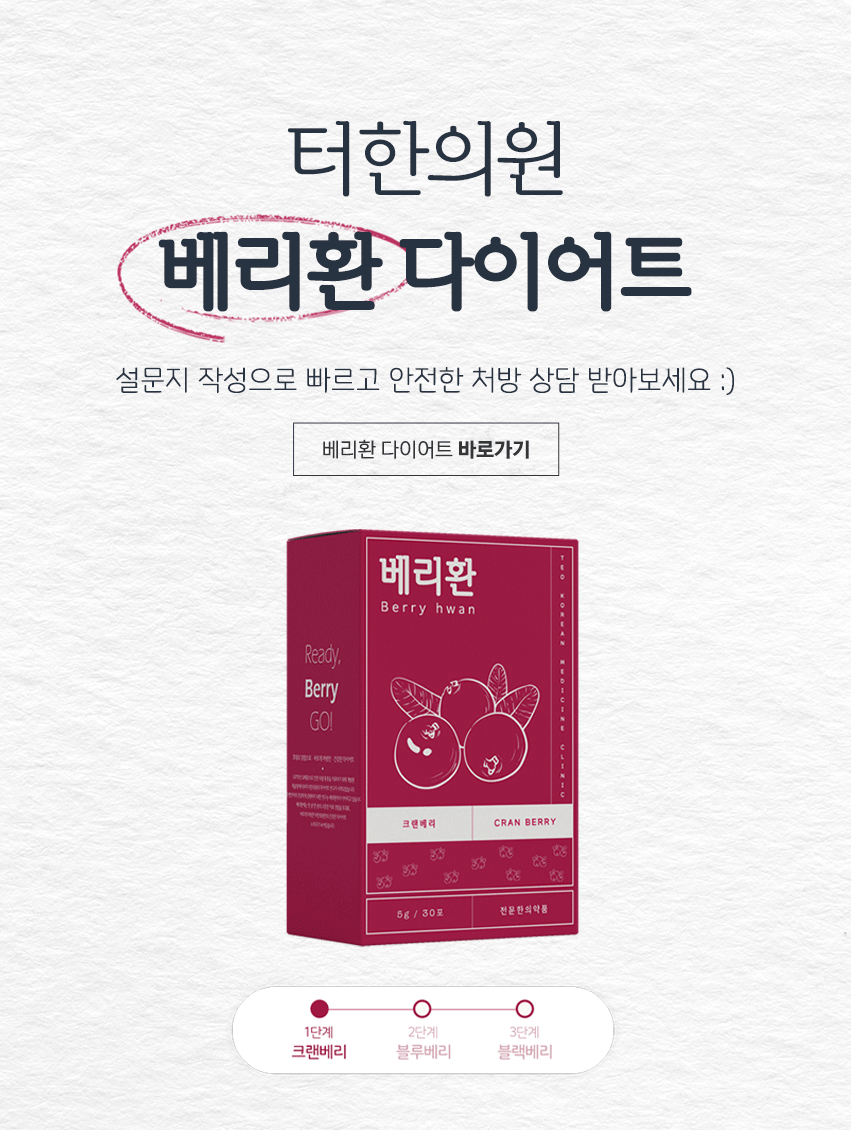 터한의원
베리환 다이어트
설문지 작성으로 빠르고 안전한 처방 상담 받아보세요 :)
베리환 다이어트 바로가기
베리환
Berry hwan
TEO KOREAN MEDICINE CLINIC
Ready,
Berry
GO!
크랜베리
CRAN BERRY
5g / 30포
전문한의약품
1단계
크랜베리
2단계
블루베리
3단계
블랙베리